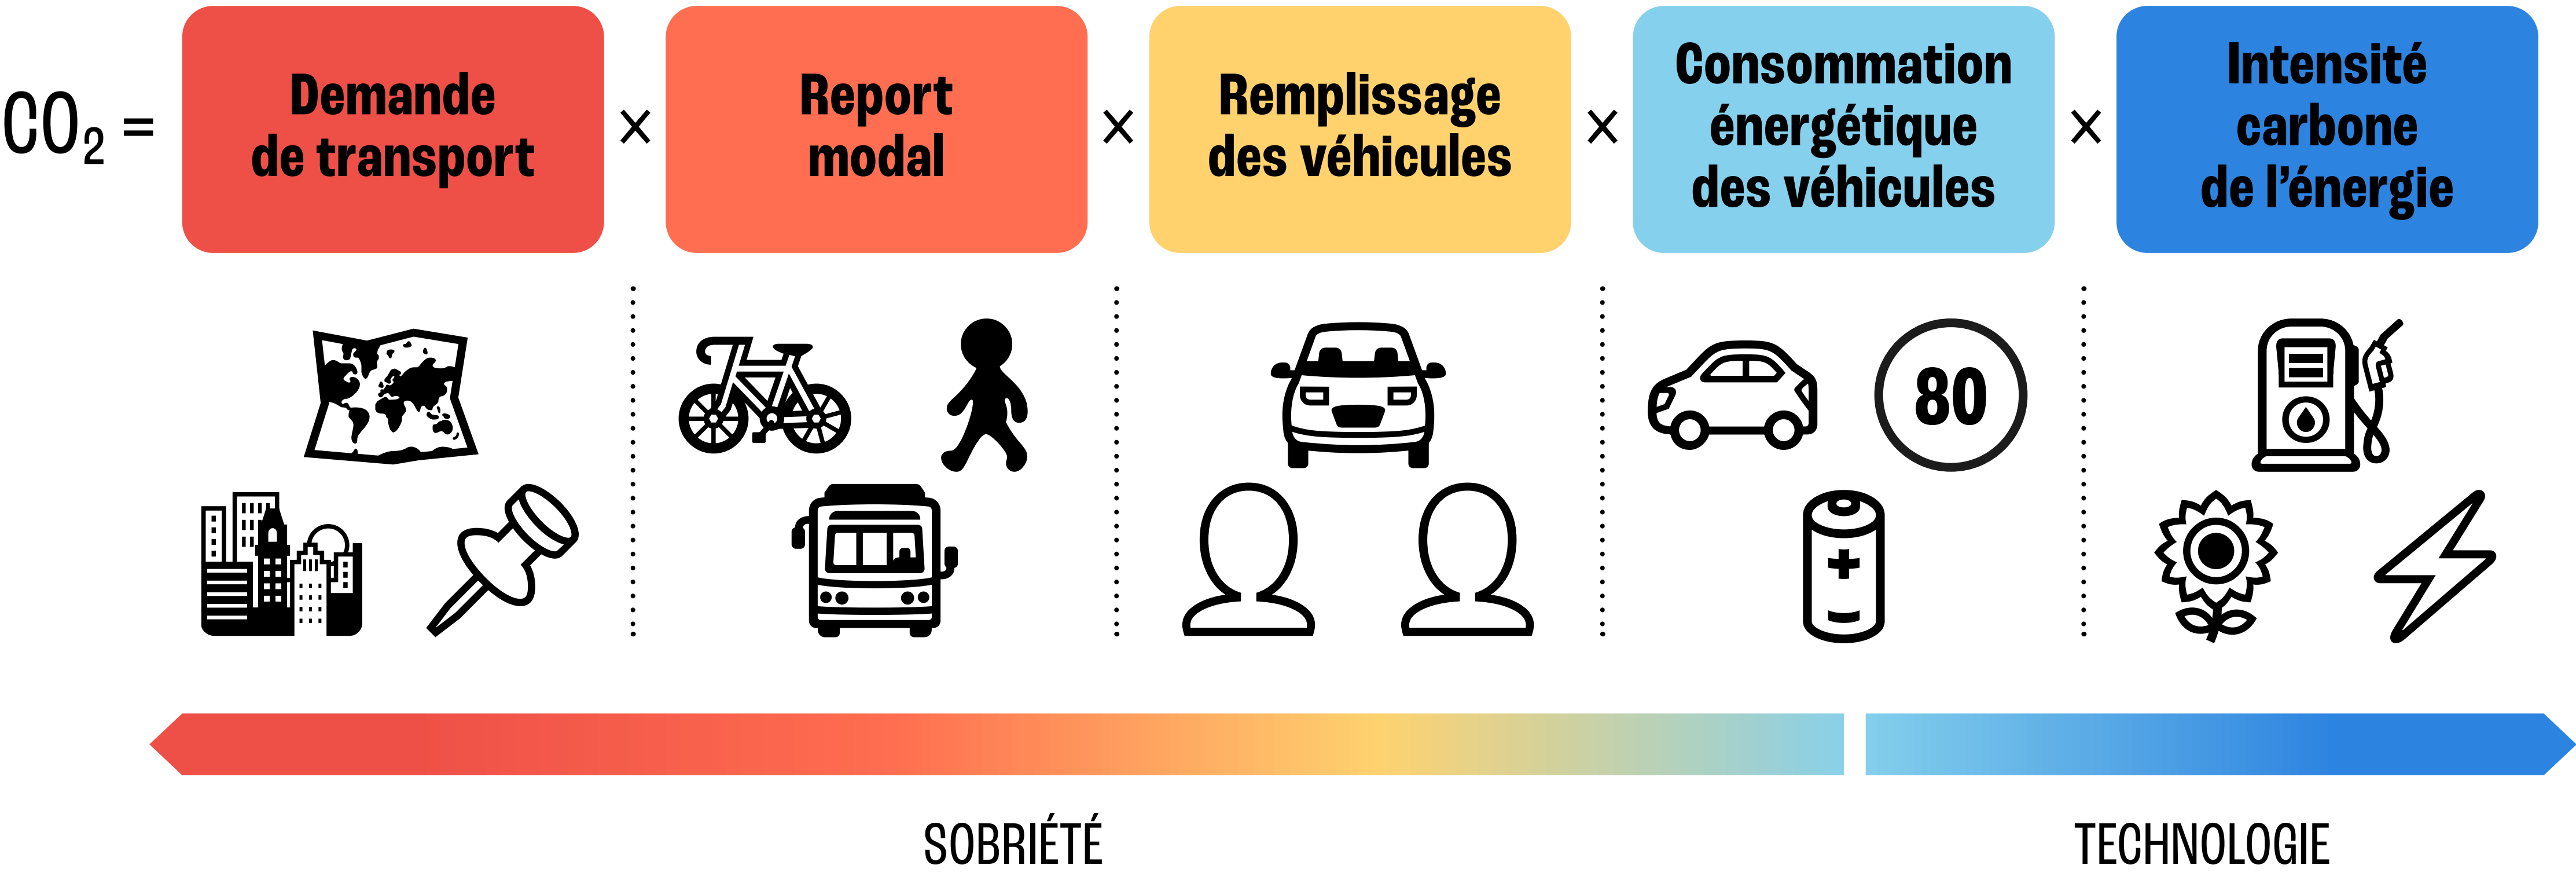 CO₂ =
Demande
de transport
×
Report
modal
×
Remplissage
des véhicules
×
Consommation
énergétique
des véhicules
×
Intensité
carbone
de l’énergie
80
+
−
SOBRIÉTÉ
TECHNOLOGIE